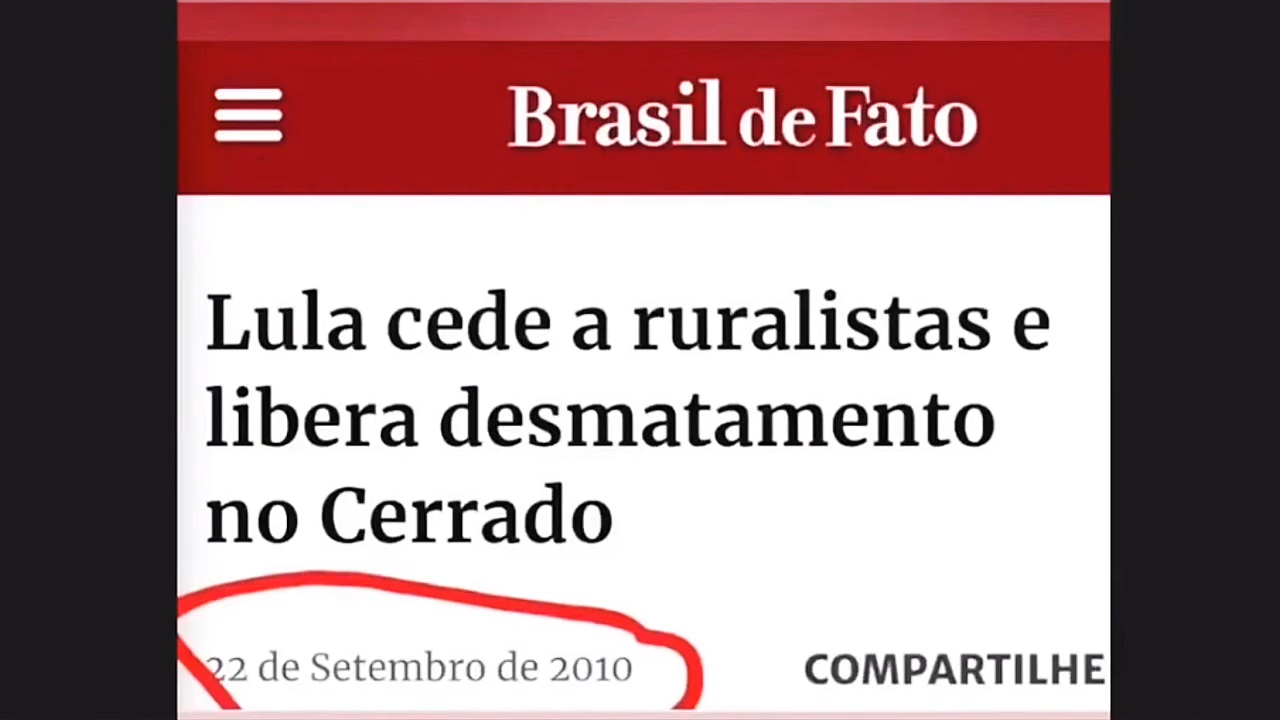 Brasil de Fato
Lula cede a ruralistas e
libera desmatamento
no Cerrado
22 de Setembro de 2010
COMPARTILHE